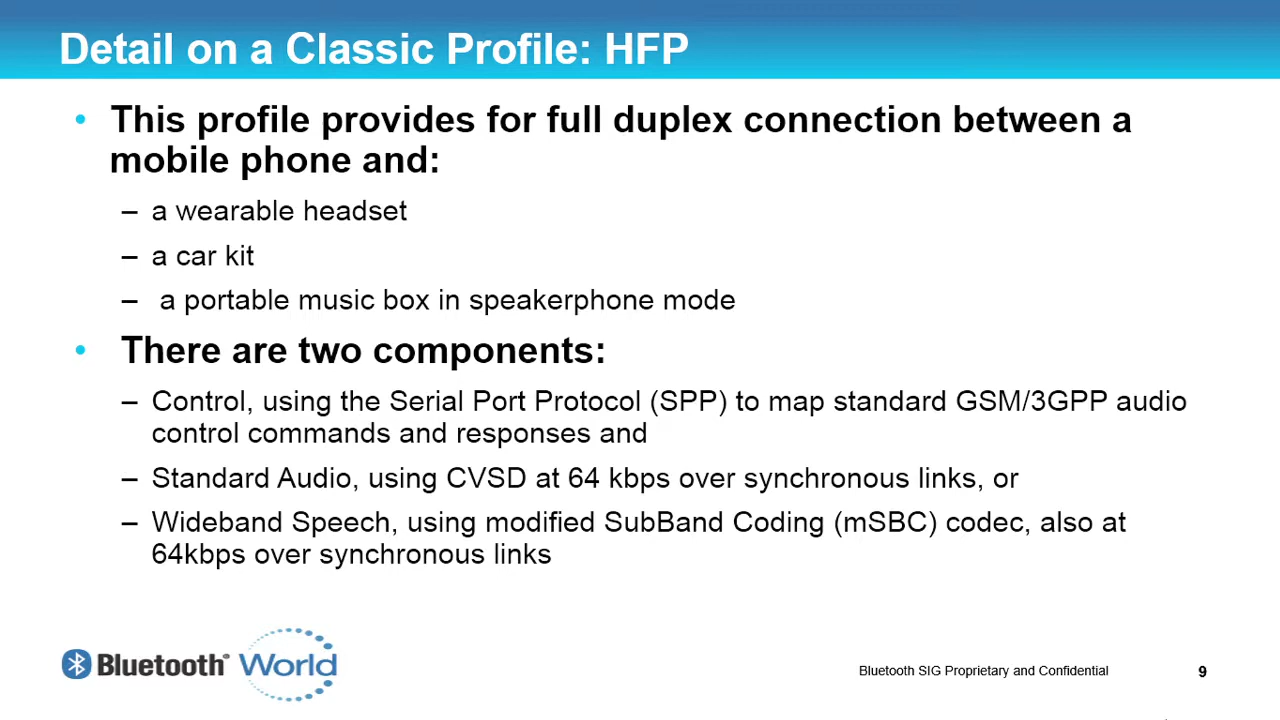 Detail on a Classic Profile: HFP
• This profile provides for full duplex connection between a
mobile phone and:
– a wearable headset
– a car kit
– a portable music box in speakerphone mode
• There are two components:
– Control, using the Serial Port Protocol (SPP) to map standard GSM/3GPP audio
control commands and responses and
– Standard Audio, using CVSD at 64 kbps over synchronous links, or
– Wideband Speech, using modified SubBand Coding (mSBC) codec, also at
64kbps over synchronous links
Bluetooth® World
Bluetooth SIG Proprietary and Confidential
9